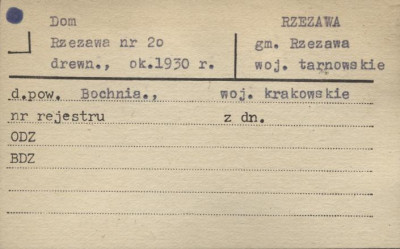 Dom RZEZAWA
Rzezawa nr 20 gm. Rzezawa
drewn., ok.1930 r. woj. tarnowskie
d.pow. Bochnia., woj. krakowskie
nr rejestru z dn.
ODZ
BDZ